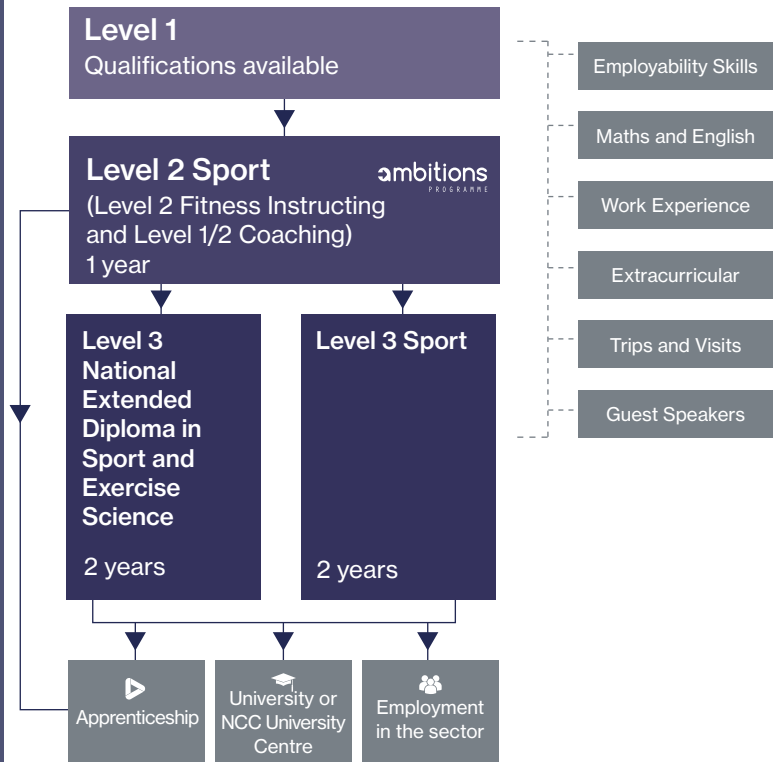 Level 1
Qualifications available
Level 2 Sport
ambitions
PROGRAMME
(Level 2 Fitness Instructing
and Level 1/2 Coaching)
1 year
Level 3
National
Extended
Diploma in
Sport and
Exercise
Science
2 years
Level 3 Sport
2 years
Apprenticeship
University or
NCC University
Centre
Employment
in the sector
Employability Skills
Maths and English
Work Experience
Extracurricular
Trips and Visits
Guest Speakers